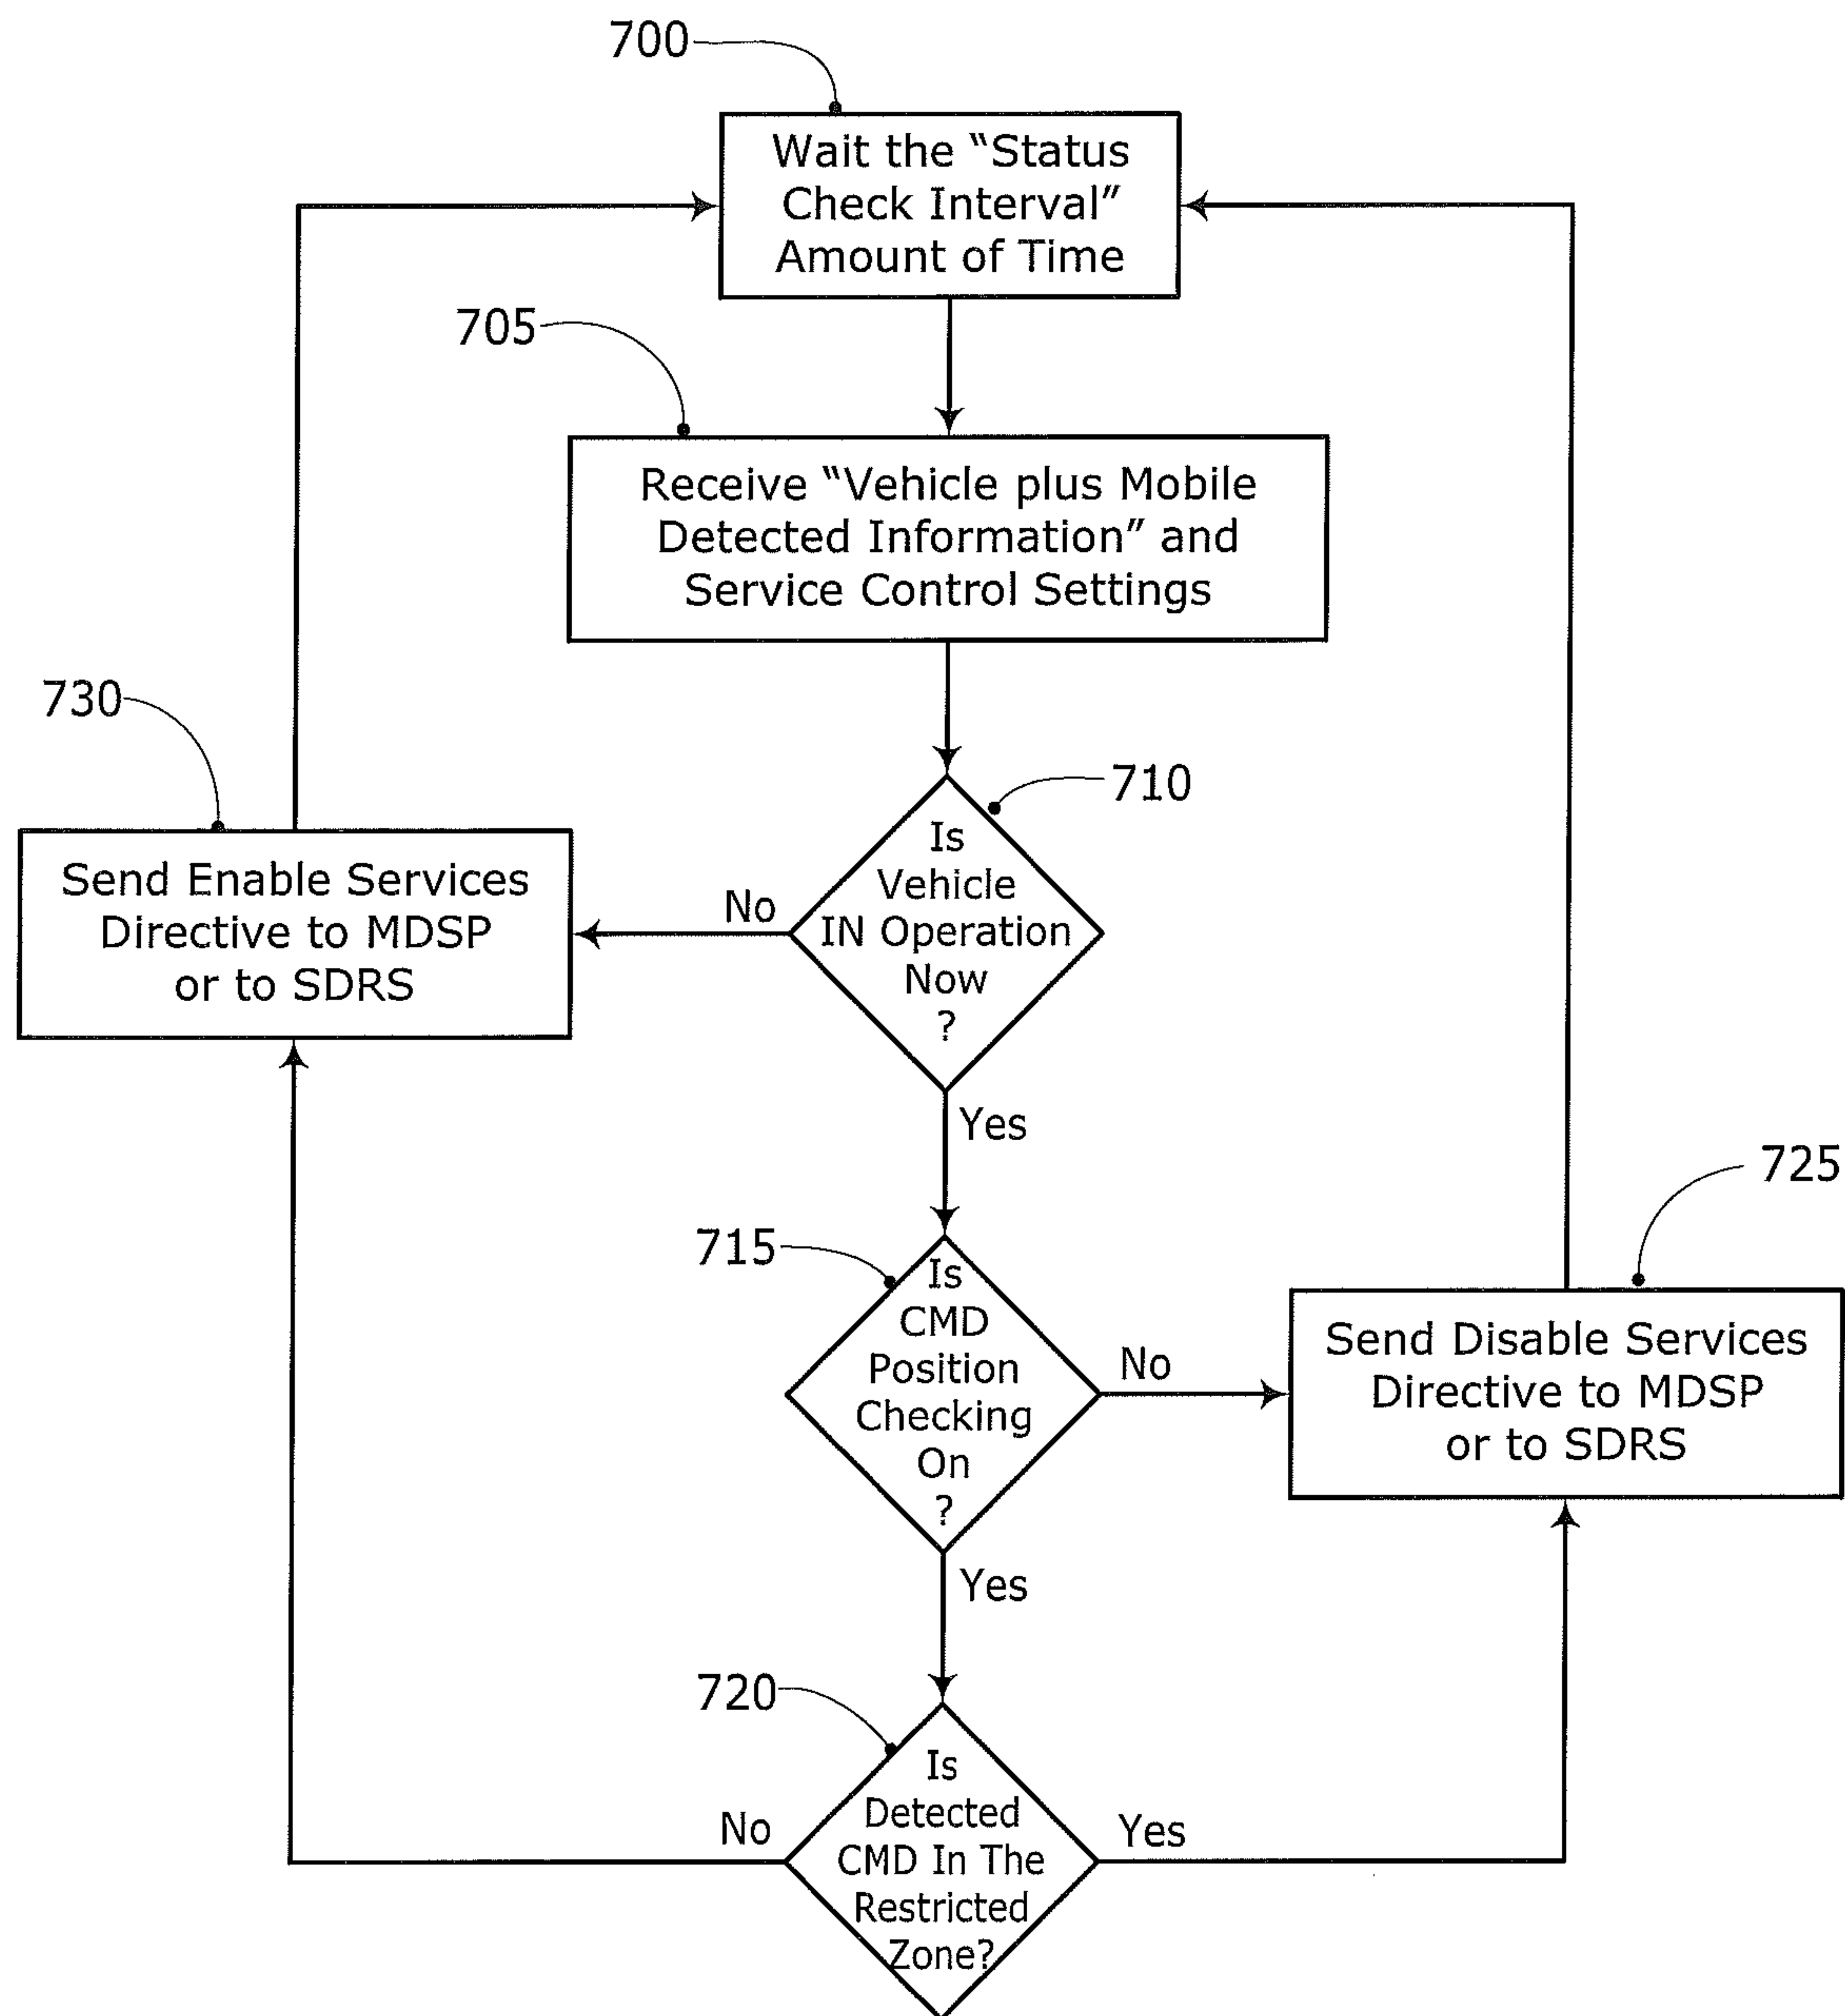 700
Wait the “Status
Check Interval”
Amount of Time
705
Receive “Vehicle plus Mobile
Detected Information” and
Service Control Settings
730
710
Send Enable Services
Directive to MDSP
or to SDRS
No
Is
Vehicle
IN Operation
Now
?
Yes
725
715
Is
CMD
Position
Checking
On
?
No
Send Disable Services
Directive to MDSP
or to SDRS
Yes
720
No
Is
Detected
CMD In The
Restricted
Zone?
Yes